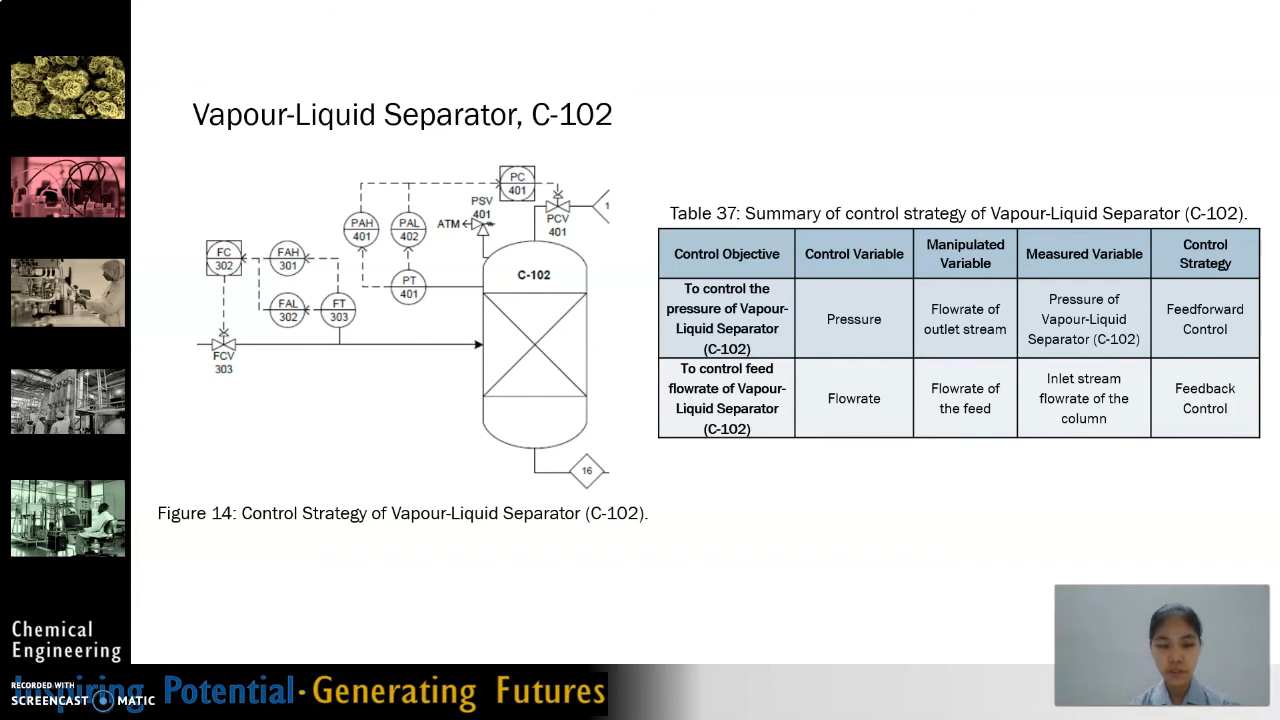 Vapour-Liquid Separator, C-102
PC
401
PSV
401
ATM
PCV
401
1
PAH
401
PAL
402
FC
302
FAH
301
PT
401
C-102
FAL
302
FT
303
FCV
303
16
Figure 14: Control Strategy of Vapour-Liquid Separator (C-102).
Table 37: Summary of control strategy of Vapour-Liquid Separator (C-102).
Control Objective
Control Variable
Manipulated
Variable
Measured Variable
Control
Strategy
To control the
pressure of Vapour-
Liquid Separator
(C-102)
Pressure
Flowrate of
outlet stream
Pressure of
Vapour-Liquid
Separator (C-102)
Feedforward
Control
To control feed
flowrate of Vapour-
Liquid Separator
(C-102)
Flowrate
Flowrate of
the feed
Inlet stream
flowrate of the
column
Feedback
Control
Chemical
Engineering
Inspiring Potential · Generating Futures
RECORDED WITH
SCREENCAST MATIC